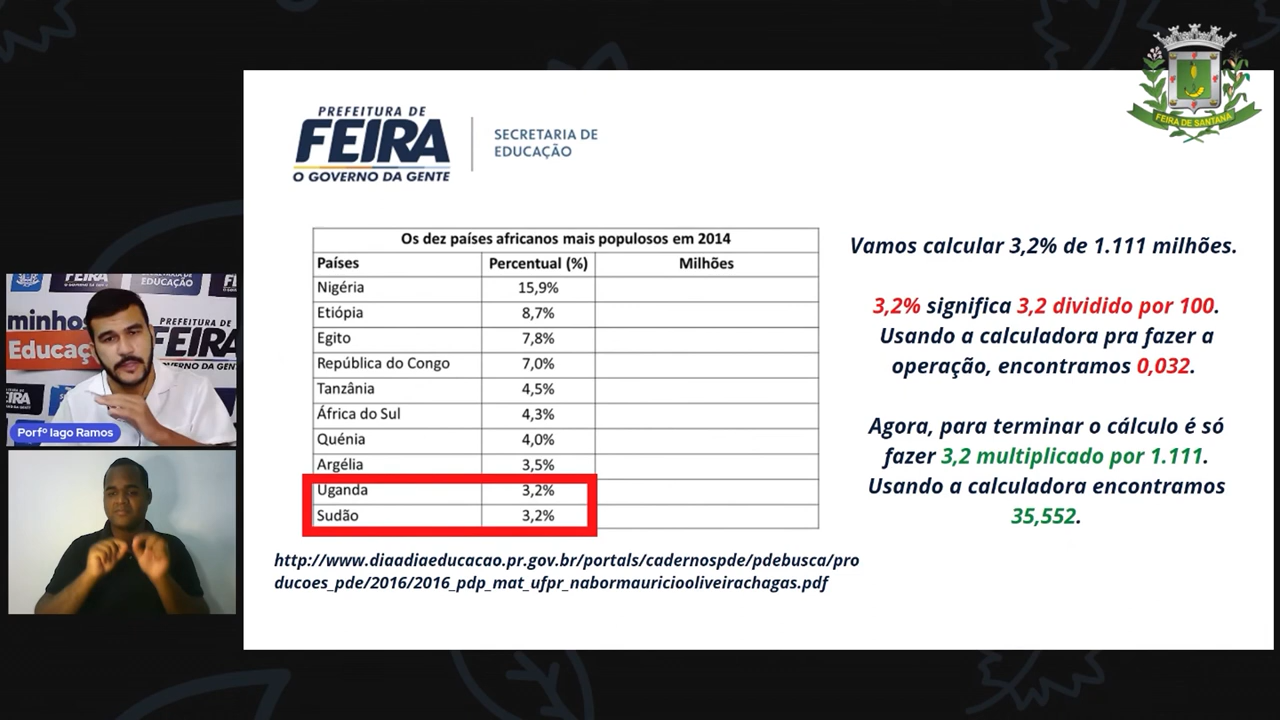 FEIRA DE SANTANA
PREFEITURA DE
FEIRA
O GOVERNO DA GENTE
SECRETARIA DE
EDUCAÇÃO
Os dez países africanos mais populosos em 2014
Países Percentual (%) Milhões
Nigéria 15,9%
Etiópia 8,7%
Egito 7,8%
República do Congo 7,0%
Tanzânia 4,5%
África do Sul 4,3%
Quénia 4,0%
Argélia 3,5%
Uganda 3,2%
Sudão 3,2%
http://www.diaadiaeducacao.pr.gov.br/portals/cadernospde/pdebusca/pro
ducoes_pde/2016/2016_pdp_mat_ufpr_nabormauriciooliveirachagas.pdf
Vamos calcular 3,2% de 1.111 milhões.
3,2% significa 3,2 dividido por 100.
Usando a calculadora pra fazer a
operação, encontramos 0,032.
Agora, para terminar o cálculo é só
fazer 3,2 multiplicado por 1.111.
Usando a calculadora encontramos
35,552.
minhos
Educaç
PREFEITURA DE
FEIRA
O GOVERNO DA GENTE
EDUCAÇÃO
Porfº Iago Ramos